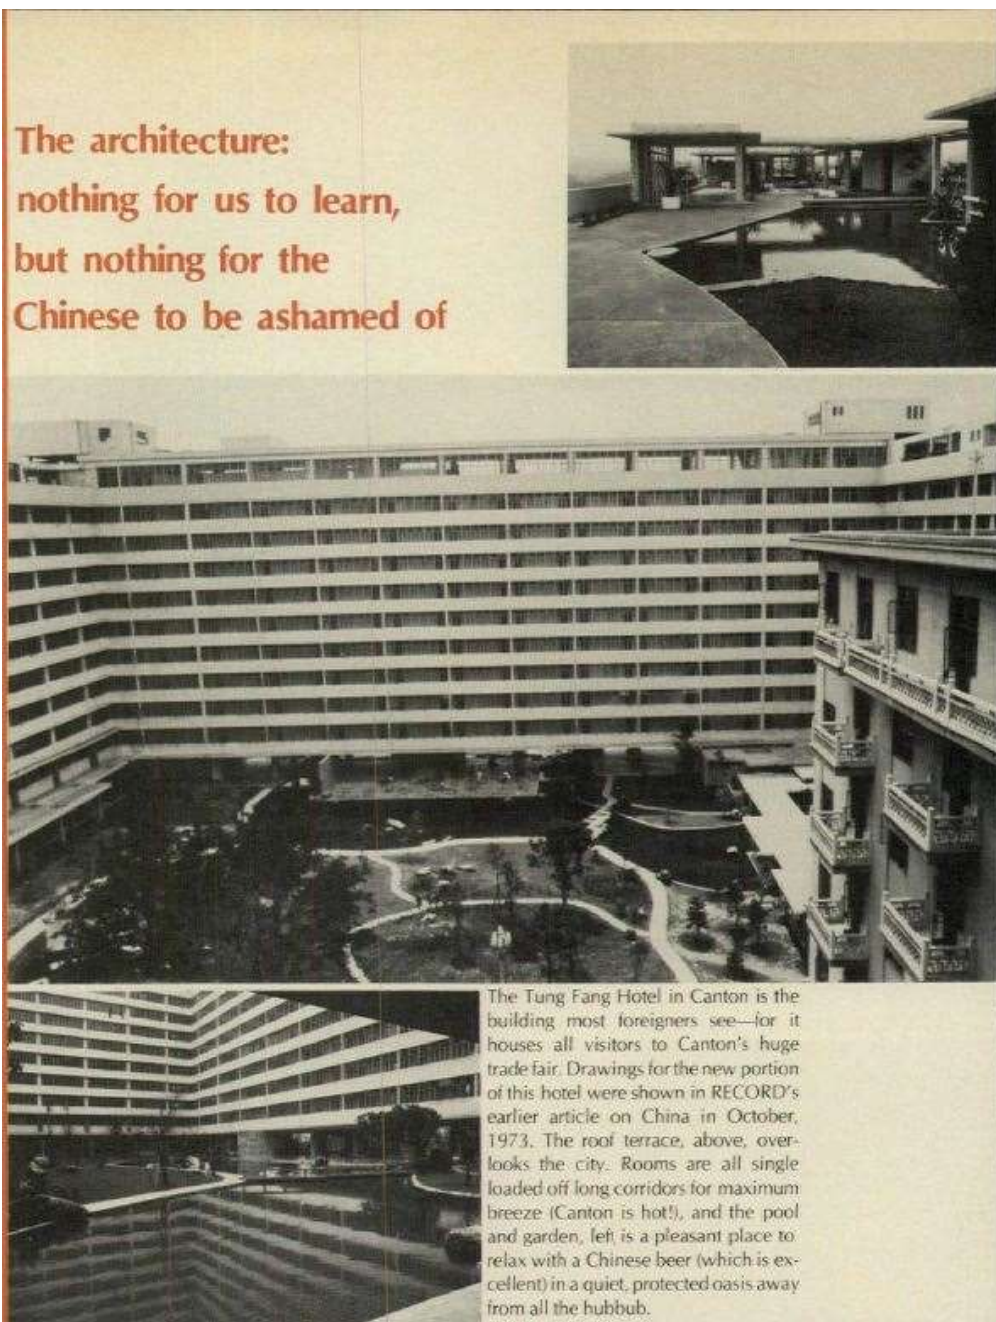 The architecture:
nothing for us to learn,
but nothing for the
Chinese to be ashamed of
The Tung Fang Hotel in Canton is the
building most foreigners see—for it
houses all visitors to Canton's huge
trade fair. Drawings for the new portion
of this hotel were shown in RECORD's
earlier article on China in October,
1973. The roof terrace, above, over-
looks the city. Rooms are all single
loaded off long corridors for maximum
breeze (Canton is hot!), and the pool
and garden, left, is a pleasant place to
relax with a Chinese beer (which is ex-
cellent) in a quiet, protected oasis away
from all the hubbub.